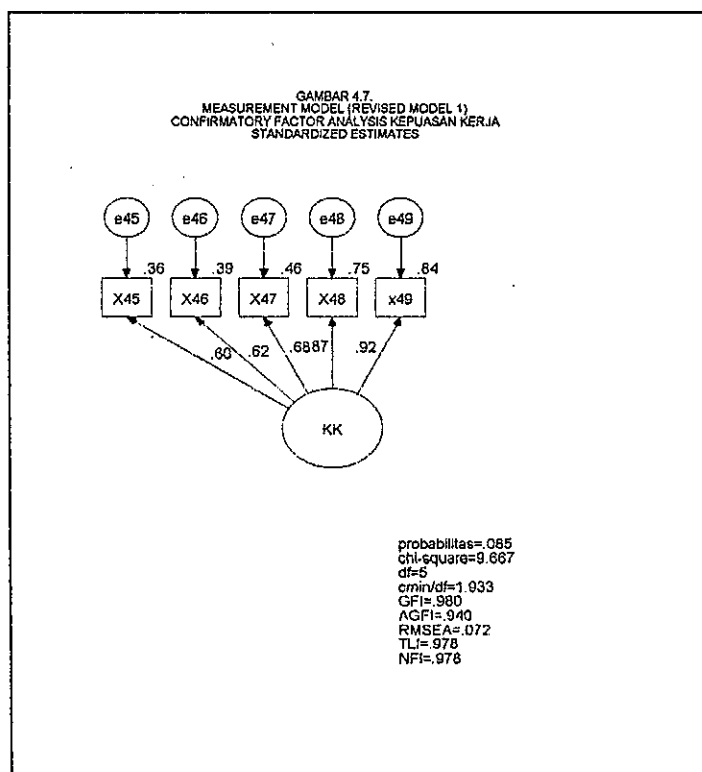 GAMBAR 4.7.
MEASUREMENT MODEL (REVISED MODEL 1)
CONFIRMATORY FACTOR ANALYSIS KEPUASAN KERJA
STANDARDIZED ESTIMATES
e45 e46 e47 e48 e49
.36 .39 .46 .75 .84
X45 X46 X47 X48 x49
.60 .62 .68 .87 .92
KK
probabilitas=.085
chi-square=9.667
df=5
cmin/df=1.933
GFI=.980
AGFI=.940
RMSEA=.072
TLI=.978
NFI=.978